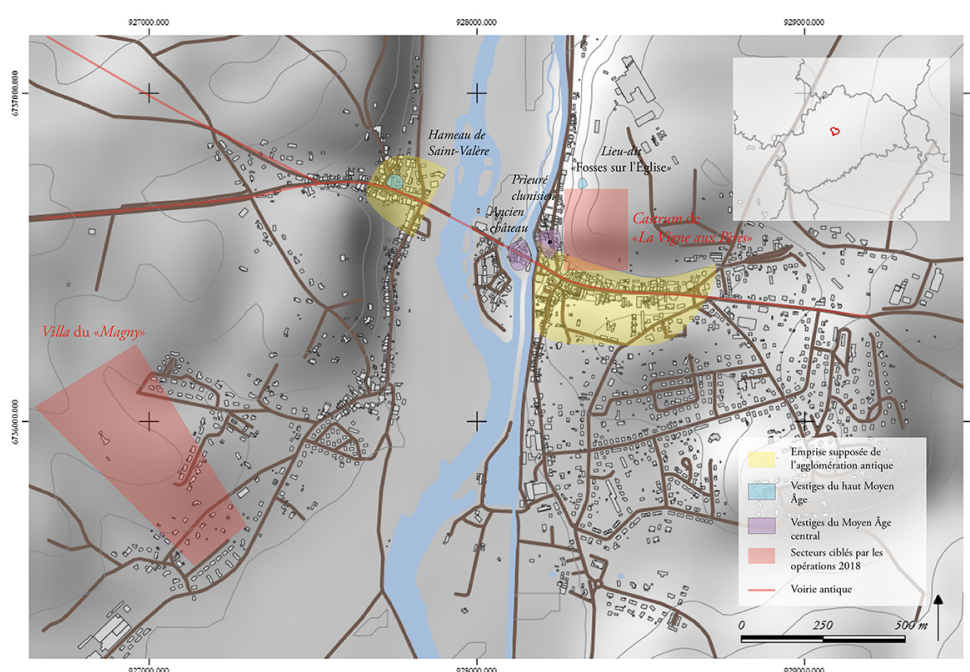 927000.000
928000.000
929000.000
6737000.000
6736000.000
Hameau de
Saint-Valère
Lieu-dit
«Fosses sur l'Église»
Prieuré
clunisien
Ancien
château
Castrum de
«La Vigne aux Pères»
Villa du «Magny»
Emprise supposée de
l'agglomération antique
Vestiges du haut Moyen
Âge
Vestiges du Moyen Âge
central
Secteurs ciblés par les
opérations 2018
Voirie antique
0
250
500 m
927000.000
928000.000
929000.000